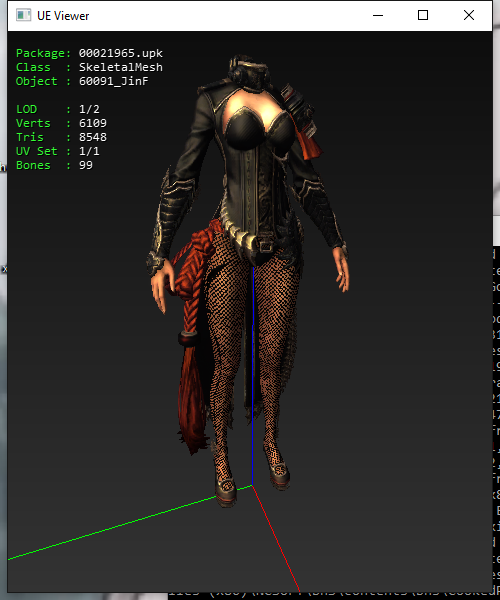 UE Viewer
Package: 00021965.upk
Class : SkeletalMesh
Object : 60091_JinF
LOD : 1/2
Verts : 6109
Tris : 8548
UV Set : 1/1
Bones : 99